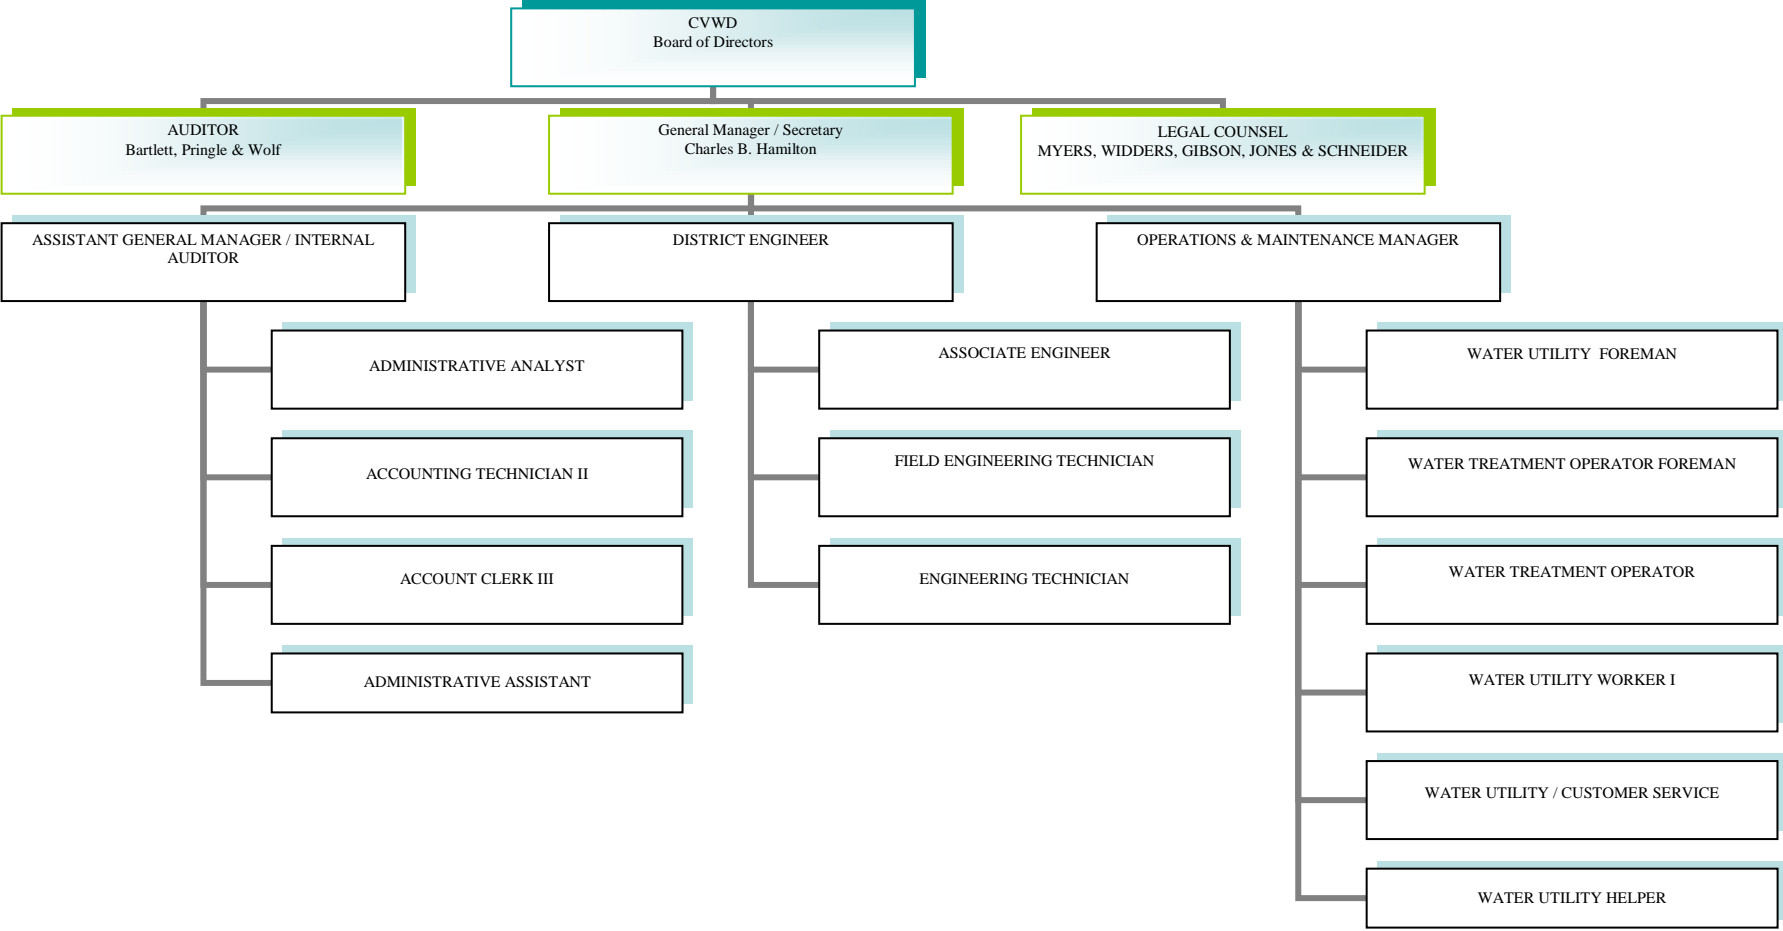 CVWD
Board of Directors
AUDITOR
Bartlett, Pringle & Wolf
General Manager / Secretary
Charles B. Hamilton
LEGAL COUNSEL
MYERS, WIDDERS, GIBSON, JONES & SCHNEIDER
ASSISTANT GENERAL MANAGER / INTERNAL
AUDITOR
DISTRICT ENGINEER
OPERATIONS & MAINTENANCE MANAGER
ADMINISTRATIVE ANALYST
ACCOUNTING TECHNICIAN II
ACCOUNT CLERK III
ADMINISTRATIVE ASSISTANT
ASSOCIATE ENGINEER
FIELD ENGINEERING TECHNICIAN
ENGINEERING TECHNICIAN
WATER UTILITY  FOREMAN
WATER TREATMENT OPERATOR FOREMAN
WATER TREATMENT OPERATOR
WATER UTILITY WORKER I
WATER UTILITY / CUSTOMER SERVICE
WATER UTILITY HELPER